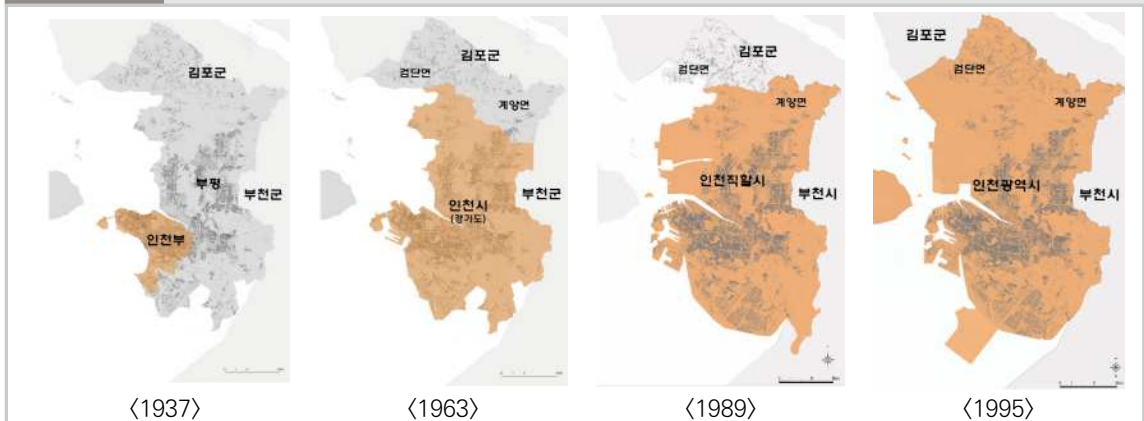 김포군
부평
부천군
인천부
〈1937〉
김포군
검단면
계양면
부천군
인천시
(경기도)
〈1963〉
김포군
검단면
계양면
인천직할시
부천시
〈1989〉
김포군
검단면
계양면
인천광역시
부천시
〈1995〉